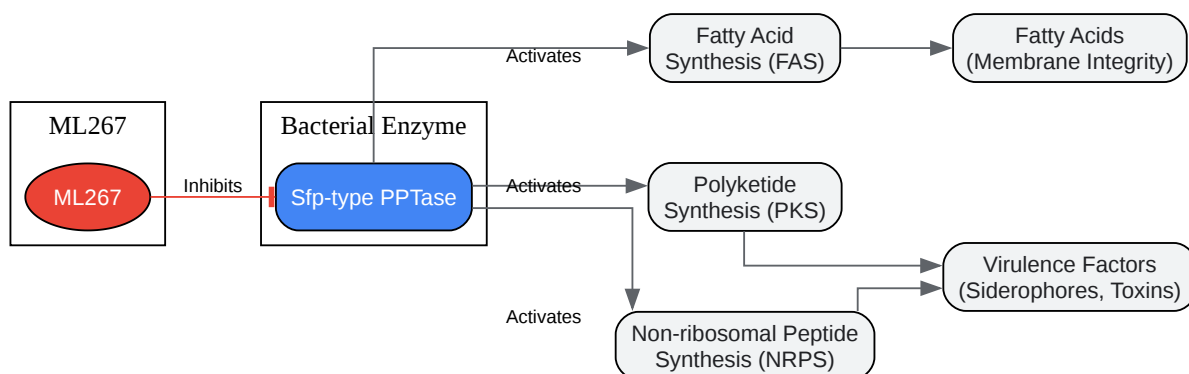 ML267
ML267
Inhibits
Bacterial Enzyme
Sfp-type PPTase
Activates
Fatty Acid
Synthesis (FAS)
Fatty Acids
(Membrane Integrity)
Activates
Polyketide
Synthesis (PKS)
Activates
Non-ribosomal Peptide
Synthesis (NRPS)
Virulence Factors
(Siderophores, Toxins)